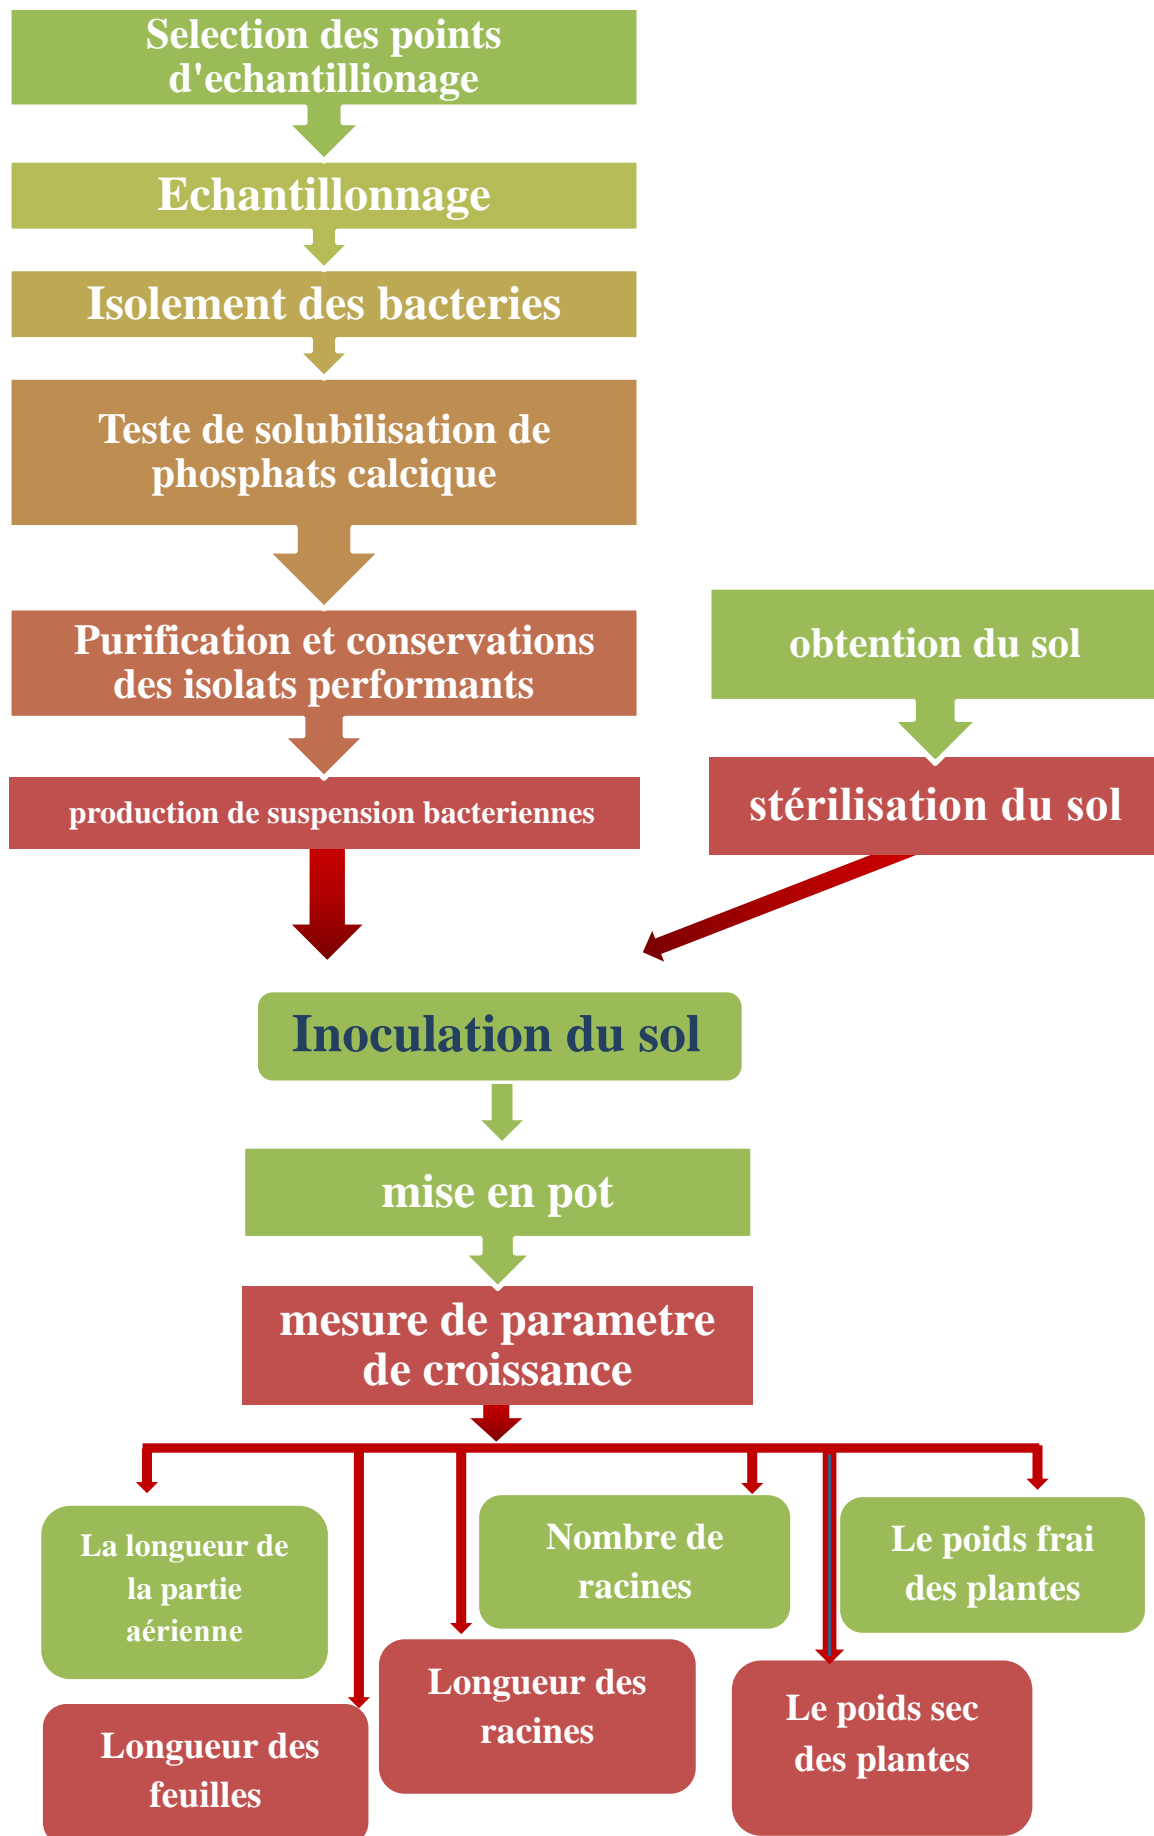 Selection des points
d'echantillionage
Echantillonnage
Isolement des bacteries
Teste de solubilisation de
phosphats calcique
Purification et conservations
des isolats performants
production de suspension bacteriennes
obtention du sol
stérilisation du sol
Inoculation du sol
mise en pot
mesure de parametre
de croissance
La longueur de
la partie
aérienne
Longueur des
feuilles
Longueur des
racines
Nombre de
racines
Le poids sec
des plantes
Le poids frai
des plantes